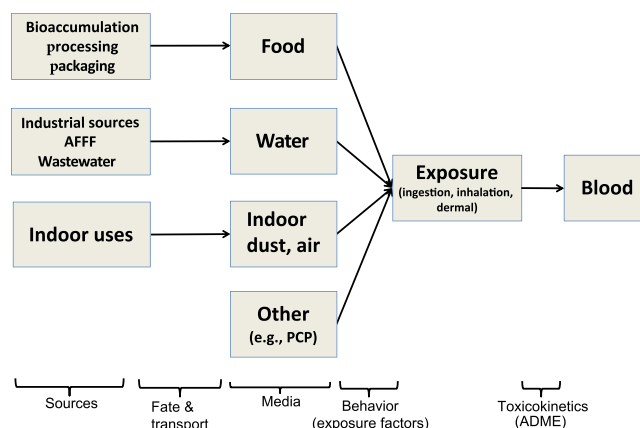 Bioaccumulation
processing
packaging
Food
Industrial sources
AFFF
Wastewater
Water
Exposure
(ingestion, inhalation,
dermal)
Blood
Indoor uses
Indoor
dust, air
Other
(e.g., PCP)
Sources
Fate &
transport
Media
Behavior
(exposure factors)
Toxicokinetics
(ADME)